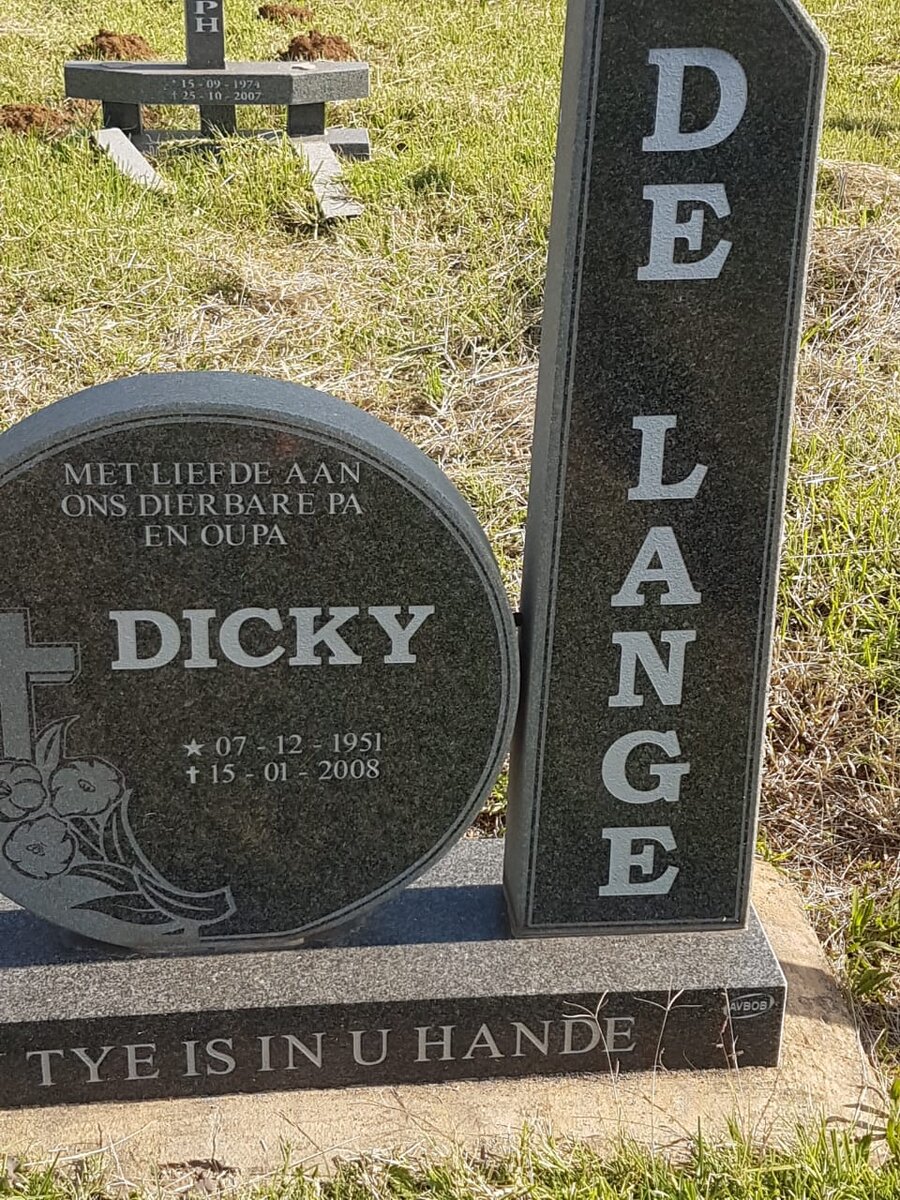 PH
15 - 09 - 1974
† 25 - 10 - 2007
DE LANGE
MET LIEFDE AAN
ONS DIERBARE PA
EN OUPA
DICKY
★ 07 - 12 - 1951
✝ 15 - 01 - 2008
TYE IS IN U HANDE
AVBOB